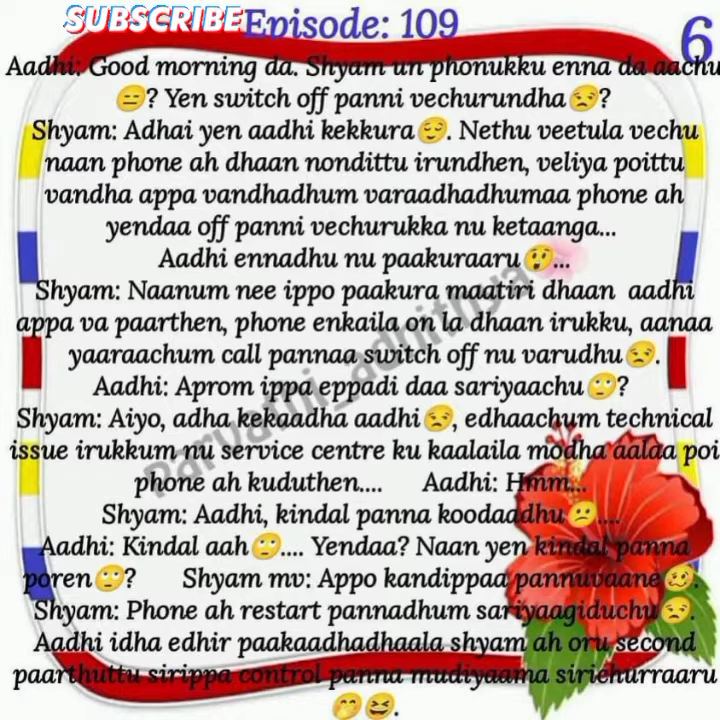 SUBSCRIBE Episode: 109
6
Aadhi: Good morning da. Shyam un phonukku enna da aachu
😑? Yen switch off panni vechurundha😒?
Shyam: Adhai yen aadhi kekkura😌. Nethu veetula vechu
naan phone ah dhaan nondittu irundhen, veliya poittu
vandha appa vandhadhum varaadhadhumaa phone ah
yendaa off panni vechurukka nu ketaanga...
Aadhi ennadhu nu paakuraaru😲...
Shyam: Naanum nee ippo paakura maatiri dhaan aadhi
appa va paarthen, phone enkaila on la dhaan irukku, aanaa
yaaraachum call pannaa switch off nu varudhu😒.
Aadhi: Aprom ippa eppadi daa sariyaachu🙄?
Shyam: Aiyo, adha kekaadha aadhi😒, edhaachum technical
issue irukkum nu service centre ku kaalaila modha aalaa poi
phone ah kuduthen.... Aadhi: Hmm...
Shyam: Aadhi, kindal panna koodaadhu😕....
Aadhi: Kindal aah🙄.... Yendaa? Naan yen kindal panna
poren🙄? Shyam mv: Appo kandippaa pannuvaane🥴.
Shyam: Phone ah restart pannadhum sariyaagiduchu😒.
Aadhi idha edhir paakaadhadhaala shyam ah oru second
paarthuttu sirippa control panna mudiyaama siriehurraaru
🤭😆.
parvathi_adhithya